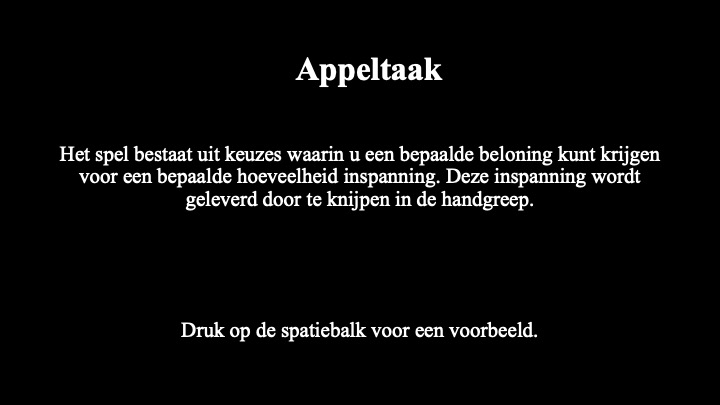 Appeltaak
Het spel bestaat uit keuzes waarin u een bepaalde beloning kunt krijgen
voor een bepaalde hoeveelheid inspanning. Deze inspanning wordt
geleverd door te knijpen in de handgreep.
Druk op de spatiebalk voor een voorbeeld.